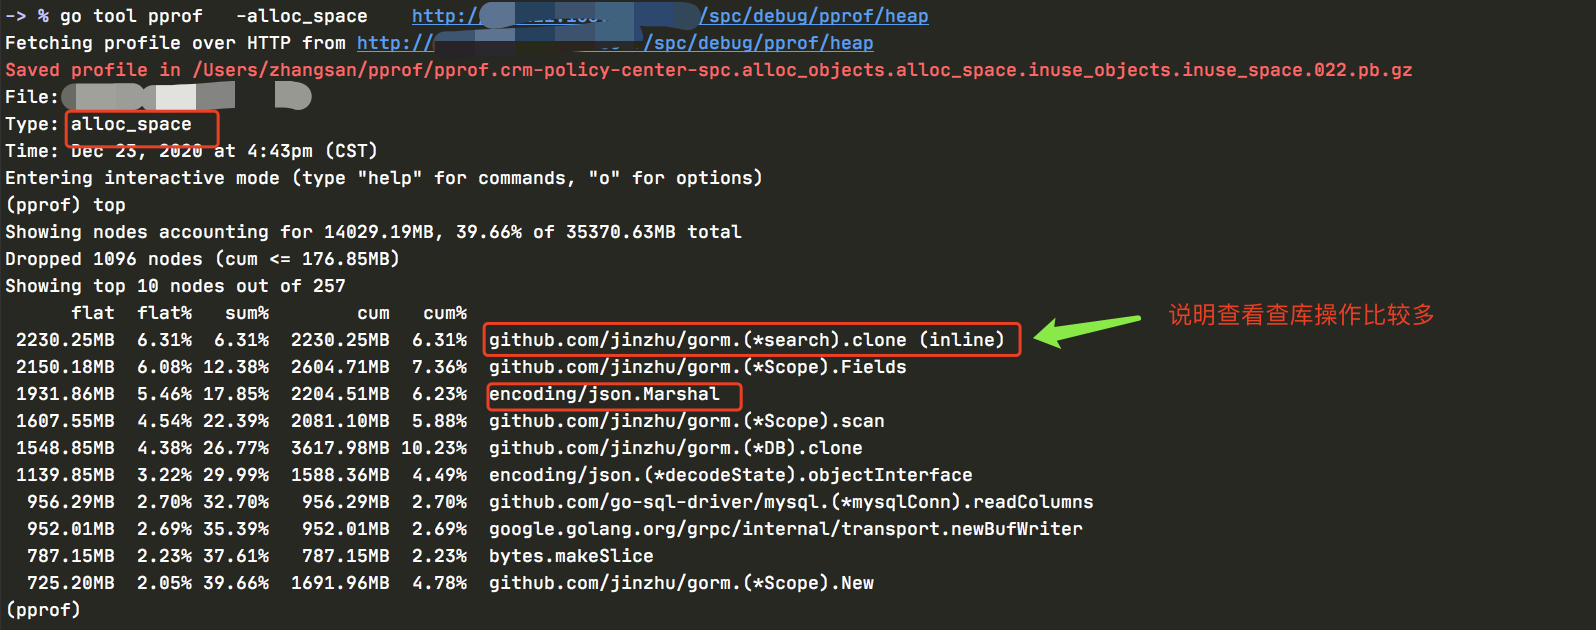 -> % go tool pprof -alloc_space http:// /spc/debug/pprof/heap
Fetching profile over HTTP from http:// /spc/debug/pprof/heap
Saved profile in /Users/zhangsan/pprof/pprof.crm-policy-center-spc.alloc_objects.alloc_space.inuse_objects.inuse_space.022.pb.gz
File:
Type: alloc_space
Time: Dec 23, 2020 at 4:43pm (CST)
Entering interactive mode (type "help" for commands, "o" for options)
(pprof) top
Showing nodes accounting for 14029.19MB, 39.66% of 35370.63MB total
Dropped 1096 nodes (cum <= 176.85MB)
Showing top 10 nodes out of 257
flat flat% sum% cum cum%
2230.25MB 6.31% 6.31% 2230.25MB 6.31% github.com/jinzhu/gorm.(*search).clone (inline)
说明查看查库操作比较多
2150.18MB 6.08% 12.38% 2604.71MB 7.36% github.com/jinzhu/gorm.(*Scope).Fields
1931.86MB 5.46% 17.85% 2204.51MB 6.23% encoding/json.Marshal
1607.55MB 4.54% 22.39% 2081.10MB 5.88% github.com/jinzhu/gorm.(*Scope).scan
1548.85MB 4.38% 26.77% 3617.98MB 10.23% github.com/jinzhu/gorm.(*DB).clone
1139.85MB 3.22% 29.99% 1588.36MB 4.49% encoding/json.(*decodeState).objectInterface
956.29MB 2.70% 32.70% 956.29MB 2.70% github.com/go-sql-driver/mysql.(*mysqlConn).readColumns
952.01MB 2.69% 35.39% 952.01MB 2.69% google.golang.org/grpc/internal/transport.newBufWriter
787.15MB 2.23% 37.61% 787.15MB 2.23% bytes.makeSlice
725.20MB 2.05% 39.66% 1691.96MB 4.78% github.com/jinzhu/gorm.(*Scope).New
(pprof)